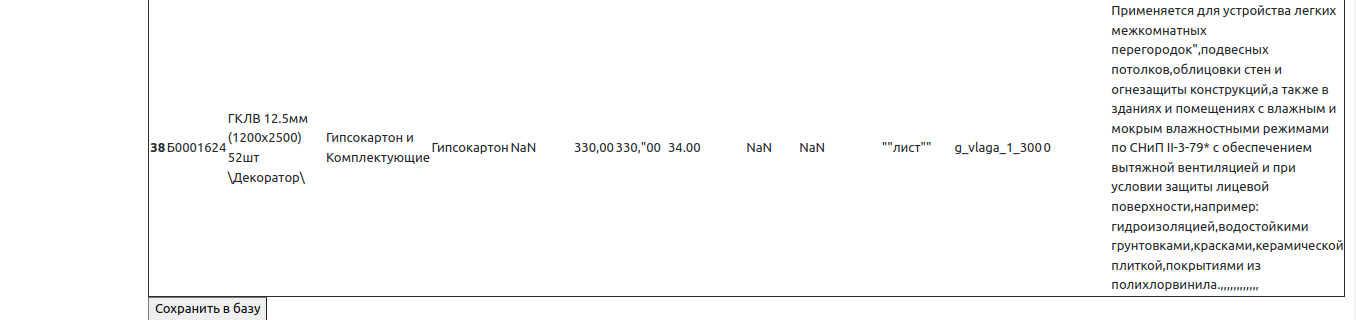 38 Б0001624 ГКЛВ 12.5мм
(1200х2500)
52шт
\Декоратор\
Гипсокартон и
Комплектующие
Гипсокартон NaN 330,00 330,"00 34.00 NaN NaN ""лист"" g_vlaga_1_300 0
Применяется для устройства легких
межкомнатных
перегородок",подвесных
потолков,облицовки стен и
огнезащиты конструкций,а также в
зданиях и помещениях с влажным и
мокрым влажностными режимами
по СНиП II-3-79* с обеспечением
вытяжной вентиляцией и при
условии защиты лицевой
поверхности,например:
гидроизоляцией,водостойкими
грунтовками,красками,керамической
плиткой,покрытиями из
полихлорвинила.,,,,,,,,,,,,
Сохранить в базу